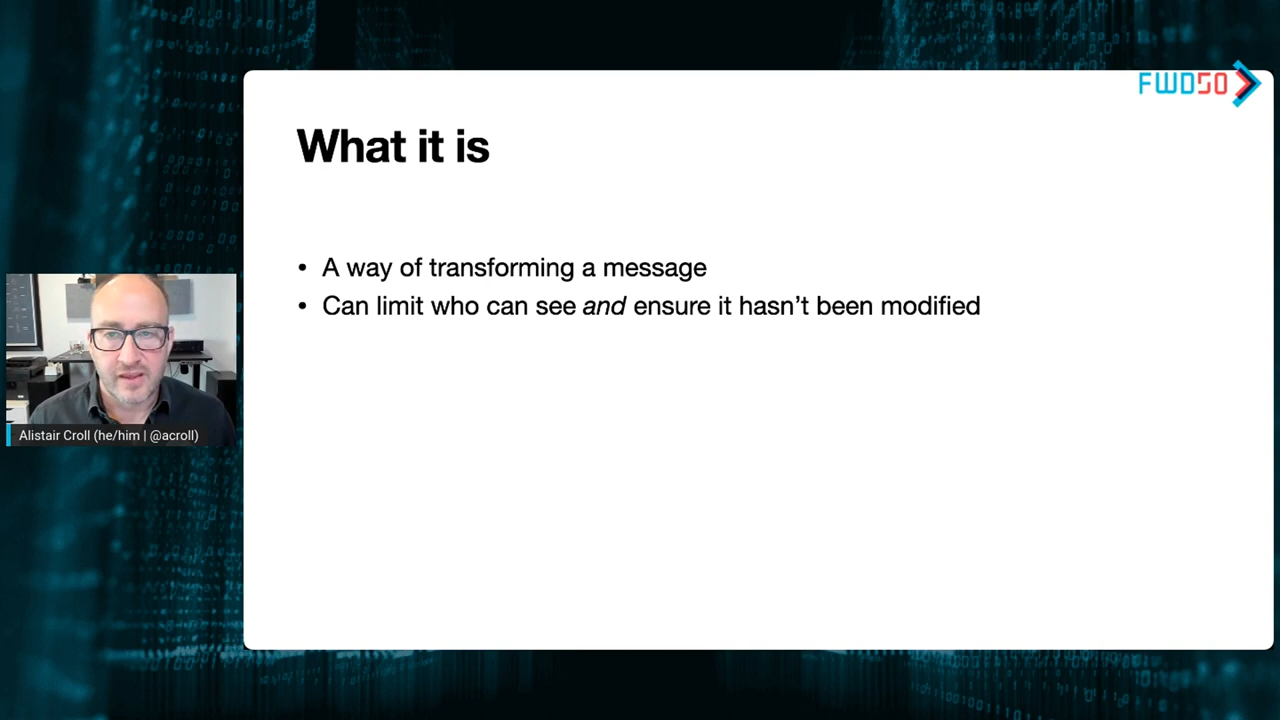 FWD50
What it is
• A way of transforming a message
• Can limit who can see and ensure it hasn't been modified
Alistair Croll (he/him | @acroll)